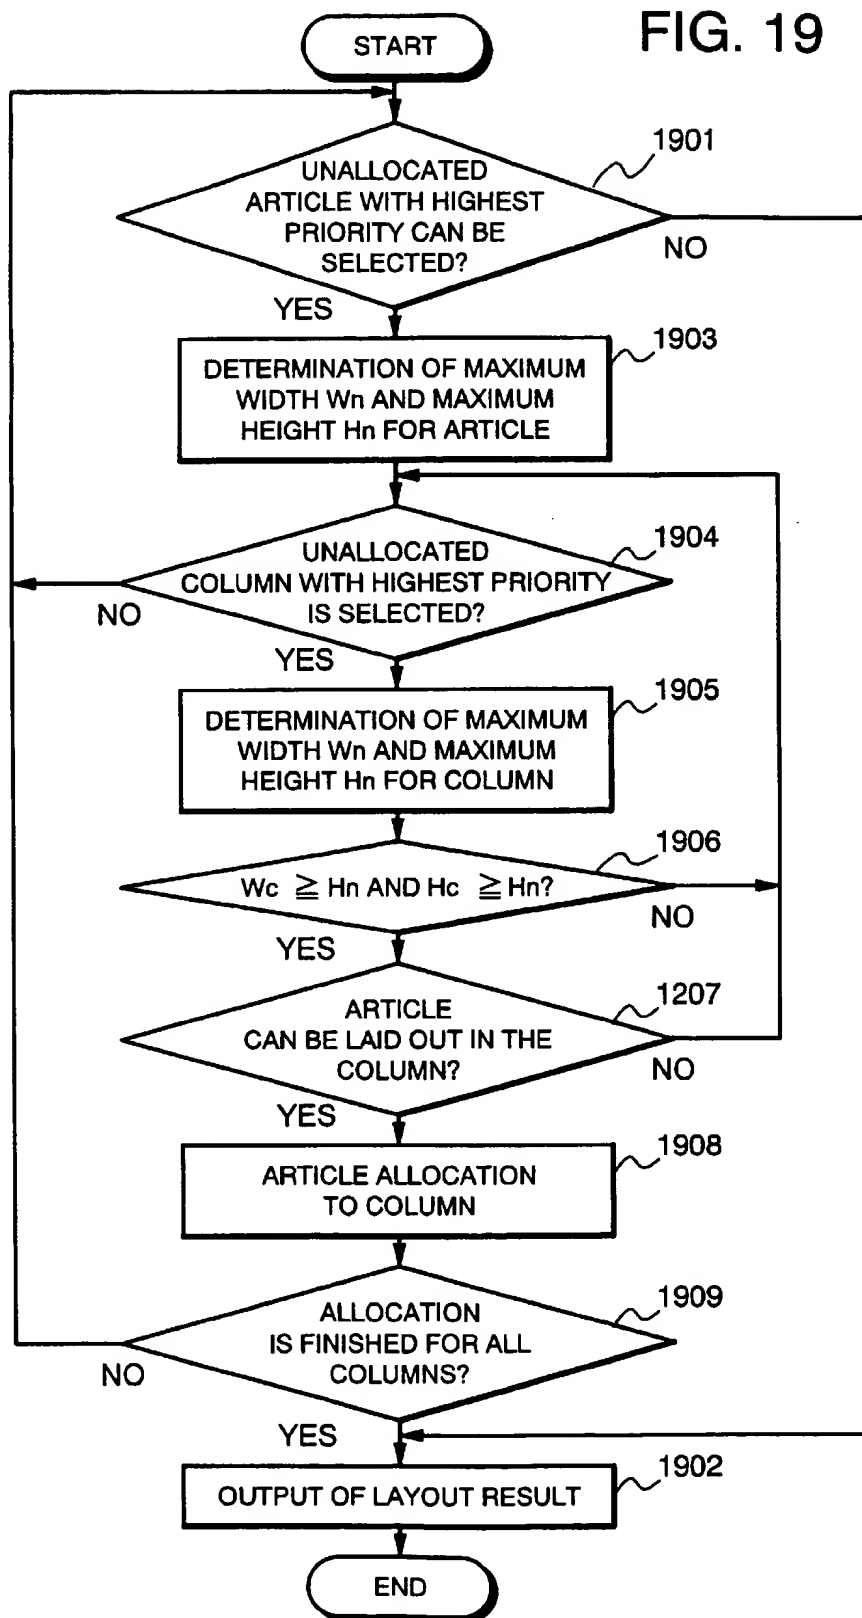 FIG. 19
START
1901
UNALLOCATED
ARTICLE WITH HIGHEST
PRIORITY CAN BE
SELECTED?
NO
YES
1903
DETERMINATION OF MAXIMUM
WIDTH Wn AND MAXIMUM
HEIGHT Hn FOR ARTICLE
1904
UNALLOCATED
COLUMN WITH HIGHEST PRIORITY
IS SELECTED?
NO
YES
1905
DETERMINATION OF MAXIMUM
WIDTH Wn AND MAXIMUM
HEIGHT Hn FOR COLUMN
1906
Wc ≧ Hn AND Hc ≧ Hn?
NO
YES
1207
ARTICLE
CAN BE LAID OUT IN THE
COLUMN?
NO
YES
1908
ARTICLE ALLOCATION
TO COLUMN
1909
ALLOCATION
IS FINISHED FOR ALL
COLUMNS?
NO
YES
1902
OUTPUT OF LAYOUT RESULT
END